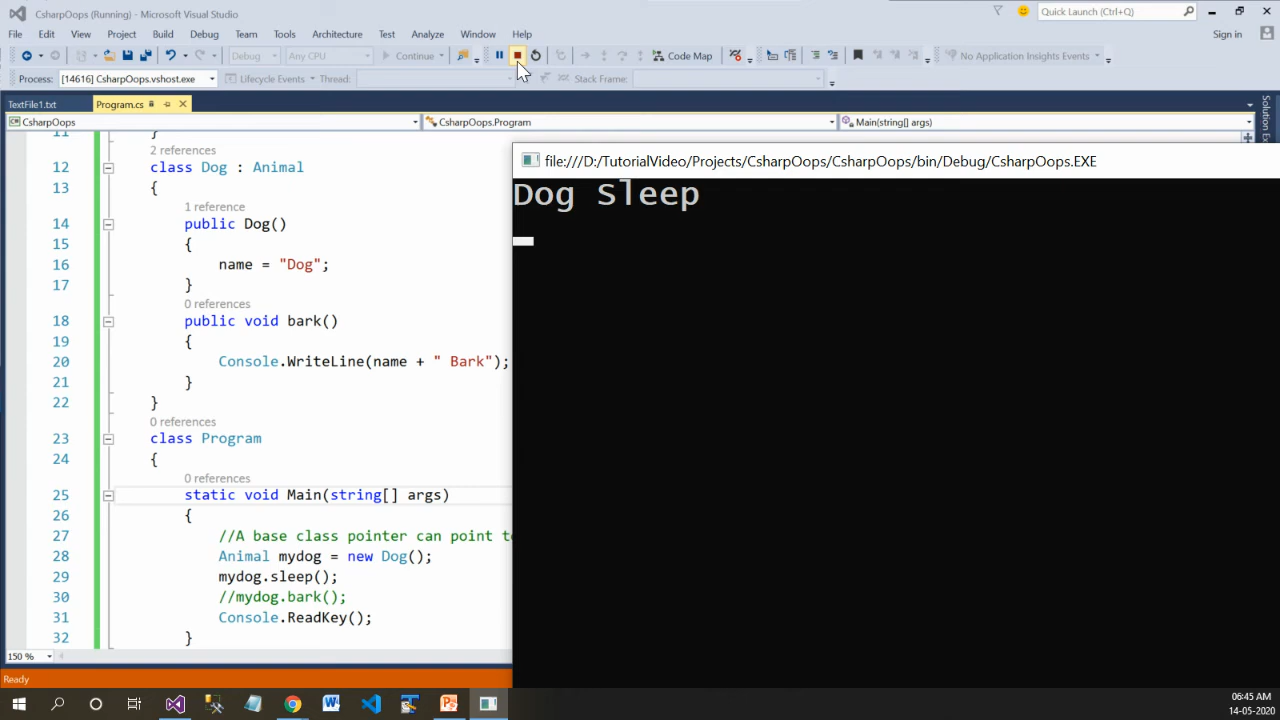 CsharpOops (Running) - Microsoft Visual Studio
Quick Launch (Ctrl+Q)
File Edit View Project Build Debug Team Tools Architecture Test Analyze Window Help
Sign in
Debug Any CPU Continue Code Map No Application Insights Events
Process: [14616] CsharpOops.vshost.exe Lifecycle Events Thread: Stack Frame:
TextFile1.txt Program.cs
CsharpOops CsharpOops.Program Main(string[] args)
Solution E
11 }
2 references
12 class Dog : Animal
13 {
1 reference
14 public Dog()
15 {
16 name = "Dog";
17 }
0 references
18 public void bark()
19 {
20 Console.WriteLine(name + " Bark");
21 }
22 }
0 references
23 class Program
24 {
0 references
25 static void Main(string[] args)
26 {
27 //A base class pointer can point t
28 Animal mydog = new Dog();
29 mydog.sleep();
30 //mydog.bark();
31 Console.ReadKey();
32 }
150 %
Ready
file:///D:/TutorialVideo/Projects/CsharpOops/CsharpOops/bin/Debug/CsharpOops.EXE
Dog Sleep
06:45 AM
14-05-2020